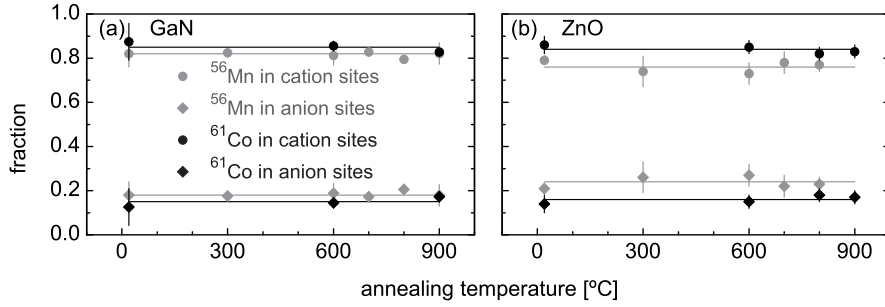 (a) GaN
(b) ZnO
1.0
0.8
0.6
0.4
0.2
0.0
fraction
⁵⁶Mn in cation sites
⁵⁶Mn in anion sites
⁶¹Co in cation sites
⁶¹Co in anion sites
0 300 600 900
0 300 600 900
annealing temperature [ºC]